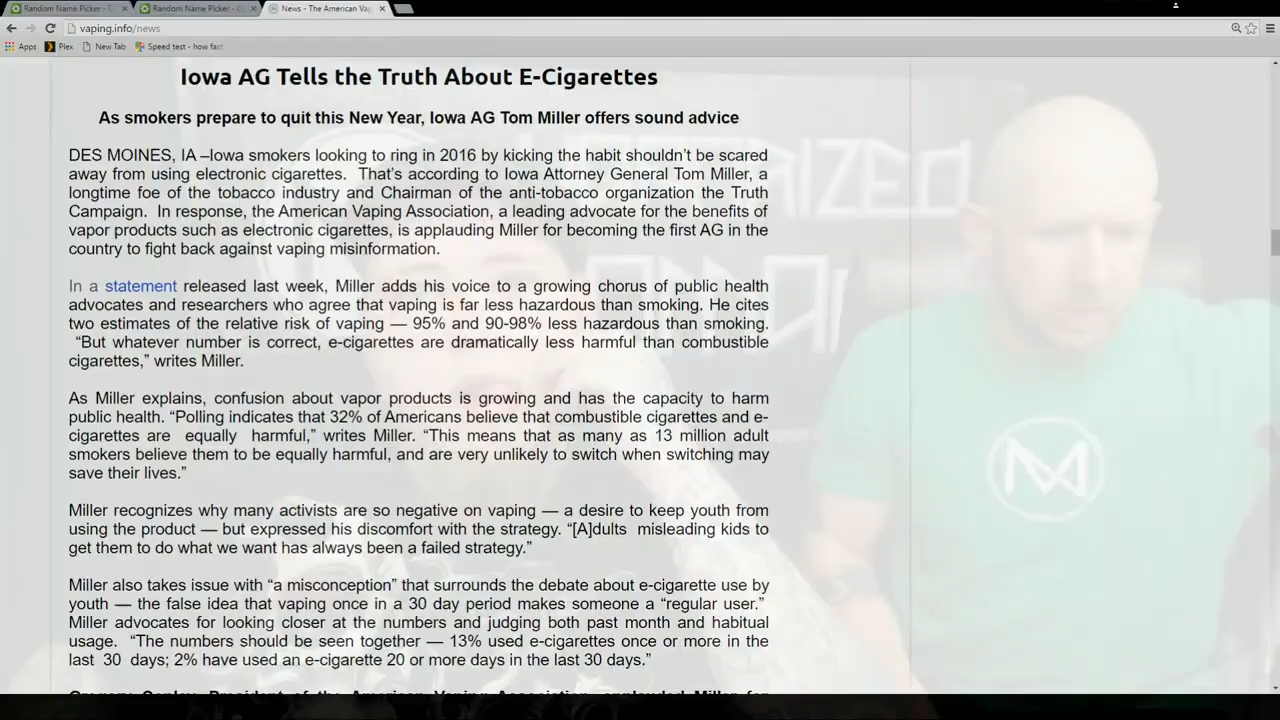 Random Name Picker - C
Random Name Picker - C
News - The American Va
vaping.info/news
Apps
Plex
New Tab
Speed test - how fast
Iowa AG Tells the Truth About E-Cigarettes
As smokers prepare to quit this New Year, Iowa AG Tom Miller offers sound advice
DES MOINES, IA –Iowa smokers looking to ring in 2016 by kicking the habit shouldn’t be scared
away from using electronic cigarettes.  That’s according to Iowa Attorney General Tom Miller, a
longtime foe of the tobacco industry and Chairman of the anti-tobacco organization the Truth
Campaign.  In response, the American Vaping Association, a leading advocate for the benefits of
vapor products such as electronic cigarettes, is applauding Miller for becoming the first AG in the
country to fight back against vaping misinformation.
In a statement released last week, Miller adds his voice to a growing chorus of public health
advocates and researchers who agree that vaping is far less hazardous than smoking. He cites
two estimates of the relative risk of vaping — 95% and 90-98% less hazardous than smoking.
“But whatever number is correct, e-cigarettes are dramatically less harmful than combustible
cigarettes,” writes Miller.
As Miller explains, confusion about vapor products is growing and has the capacity to harm
public health. “Polling indicates that 32% of Americans believe that combustible cigarettes and e-
cigarettes are equally harmful,” writes Miller. “This means that as many as 13 million adult
smokers believe them to be equally harmful, and are very unlikely to switch when switching may
save their lives.”
Miller recognizes why many activists are so negative on vaping — a desire to keep youth from
using the product — but expressed his discomfort with the strategy. “[A]dults misleading kids to
get them to do what we want has always been a failed strategy.”
Miller also takes issue with “a misconception” that surrounds the debate about e-cigarette use by
youth — the false idea that vaping once in a 30 day period makes someone a “regular user.”
Miller advocates for looking closer at the numbers and judging both past month and habitual
usage.  “The numbers should be seen together — 13% used e-cigarettes once or more in the
last 30 days; 2% have used an e-cigarette 20 or more days in the last 30 days.”